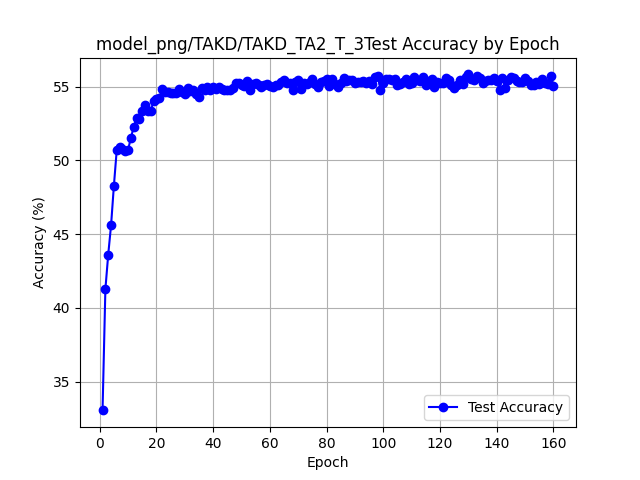 model_png/TAKD/TAKD_TA2_T_3Test Accuracy by Epoch
Accuracy (%)
55
50
45
40
35
0 20 40 60 80 100 120 140 160
Epoch
Test Accuracy